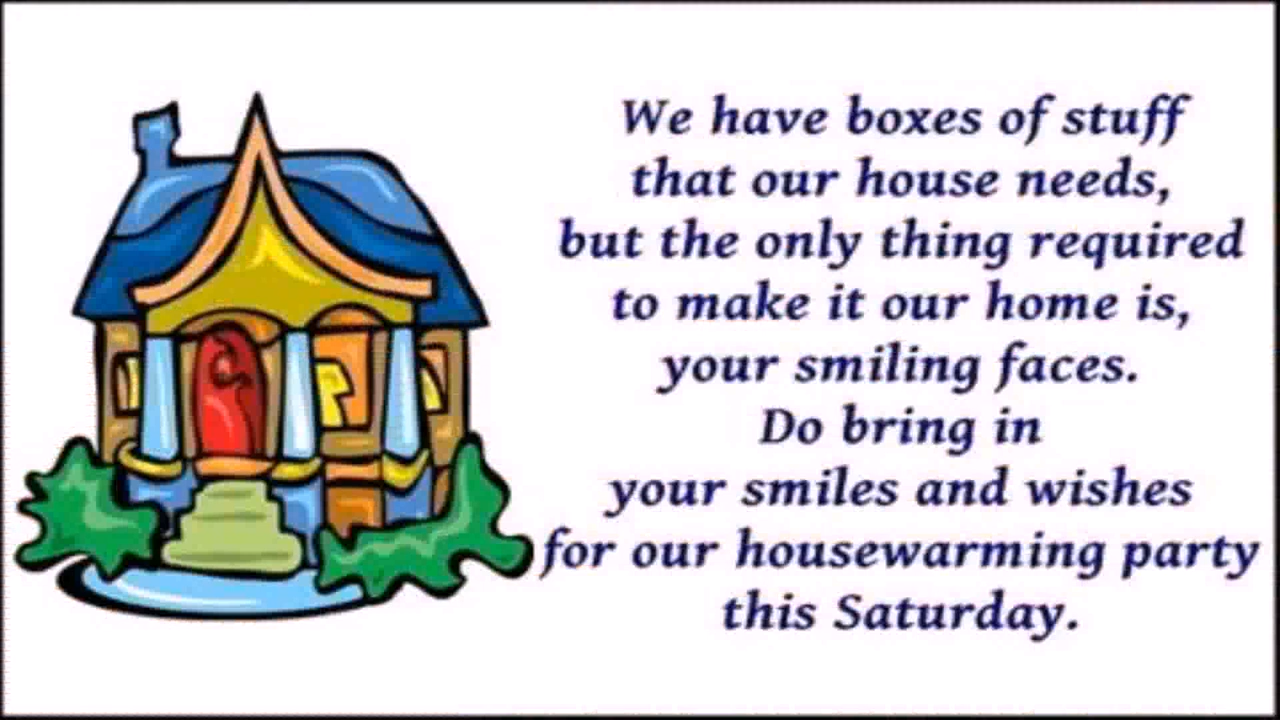 We have boxes of stuff
that our house needs,
but the only thing required
to make it our home is,
your smiling faces.
Do bring in
your smiles and wishes
for our housewarming party
this Saturday.